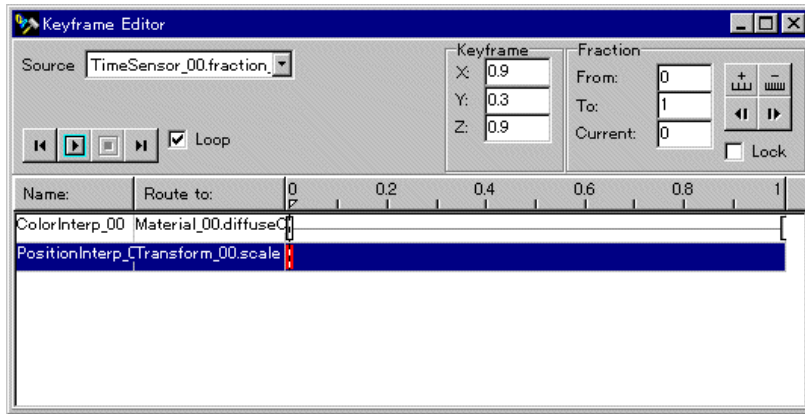 Keyframe Editor
Source TimeSensor_00.fraction_
Loop
Keyframe
X: 0.9
Y: 0.3
Z: 0.9
Fraction
From: 0
To: 1
Current: 0
Lock
Name: Route to: 0 0.2 0.4 0.6 0.8 1
ColorInterp_00 Material_00.diffuseC
PositionInterp_0 Transform_00.scale